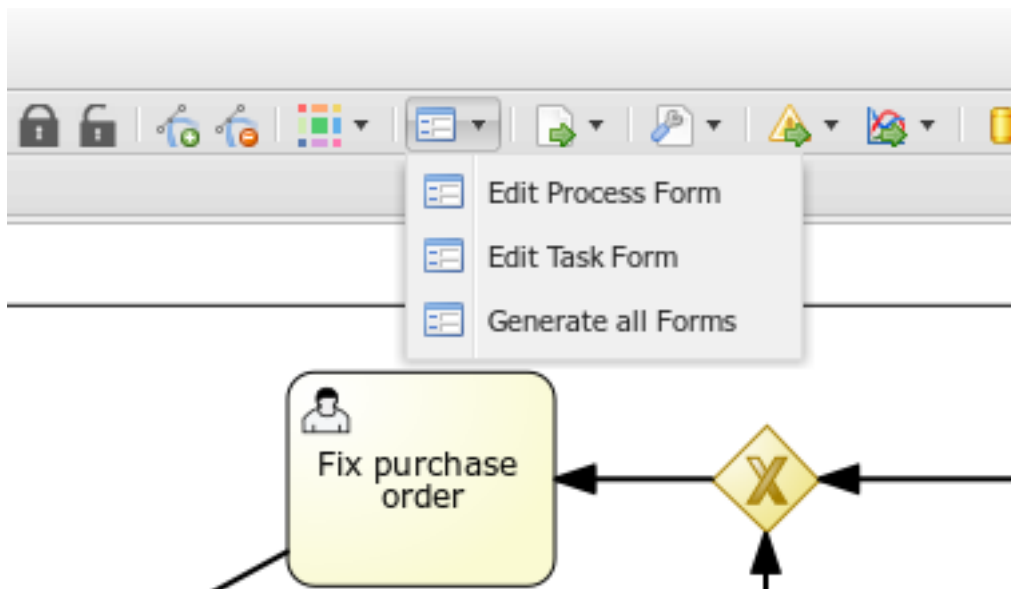 Edit Process Form
Edit Task Form
Generate all Forms
Fix purchase
order